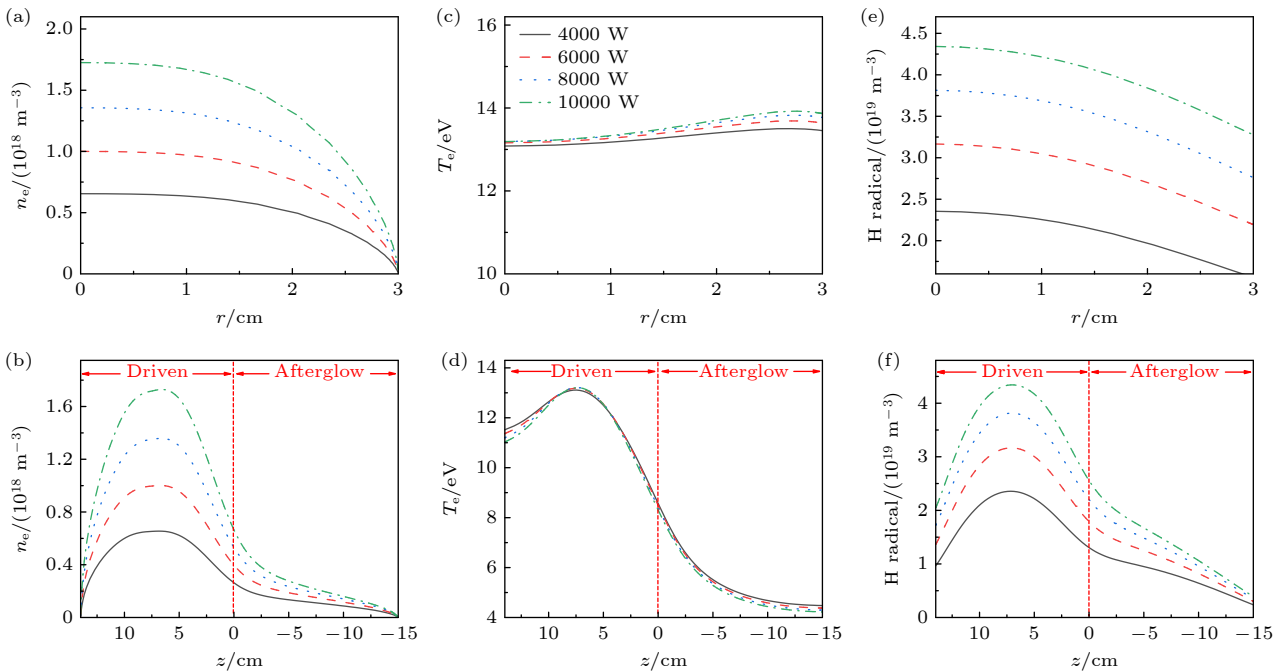 (a)
2.0
1.5
1.0
0.5
0
n_e/(10^18 m^−3)
0 1 2 3
r/cm
(c)
16
14
12
10
T_e/eV
4000 W
6000 W
8000 W
10000 W
0 1 2 3
r/cm
(e)
4.5
4.0
3.5
3.0
2.5
2.0
H radical/(10^19 m^−3)
0 1 2 3
r/cm
(b)
Driven Afterglow
1.6
1.2
0.8
0.4
0
n_e/(10^18 m^−3)
10 5 0 −5 −10 −15
z/cm
(d)
Driven Afterglow
14
12
10
8
6
4
T_e/eV
10 5 0 −5 −10 −15
z/cm
(f)
Driven Afterglow
4
3
2
1
0
H radical/(10^19 m^−3)
10 5 0 −5 −10 −15
z/cm